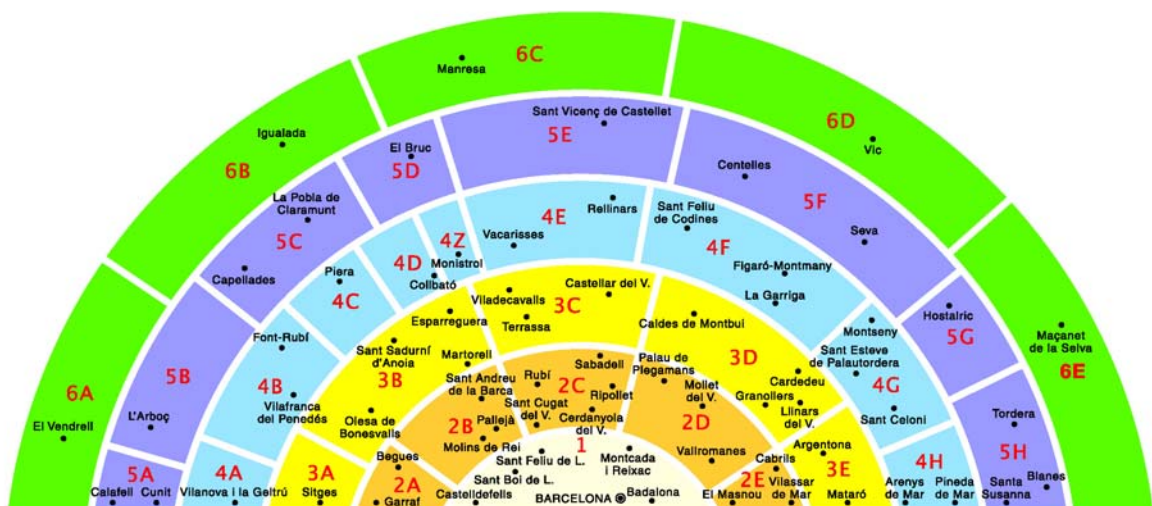 6C
Manresa
Sant Vicenç de Castellet
5E
6D
Vic
Igualada
6B
El Bruc
5D
Centelles
5F
Seva
La Pobla de
Claramunt
5C
Capellades
4E
Rellinars
Vacarisses
4Z
Monistrol
4D
Collbató
Sant Feliu
de Codines
4F
Figaró-Montmany
La Garriga
Piera
4C
3C
Castellar del V.
Viladecavalls
Terrassa
Esparreguera
Caldes de Montbui
3D
Hostalric
5G
Montseny
Sant Esteve
de Palautordera
4G
Sant Celoni
Maçanet
de la Selva
6E
Font-Rubí
4B
Vilafranca
del Penedés
5B
L'Arboç
6A
El Vendrell
Sant Sadurní
d'Anoia
3B
Martorell
Olesa de
Bonesvalls
Sant Andreu
de la Barca
2B
Pallejà
Molins de Rei
Rubí
2C
Sabadell
Ripollet
Sant Cugat
del V.
Cerdanyola
del V.
Palau de
Plegamans
Mollet
del V.
2D
Vallromanes
Cardedeu
Granollers
Llinars
del V.
Tordera
5H
Blanes
Santa
Susanna
4H
Arenys
de Mar
Pineda
de Mar
Argentona
3E
Mataró
Cabrils
2E
Vilassar
de Mar
El Masnou
1
Sant Feliu de L.
Montcada
i Reixac
Sant Boi de L.
Castelldefells
BARCELONA
Badalona
Begues
2A
Garraf
3A
Sitges
4A
Vilanova i la Geltrú
5A
Calafell
Cunit